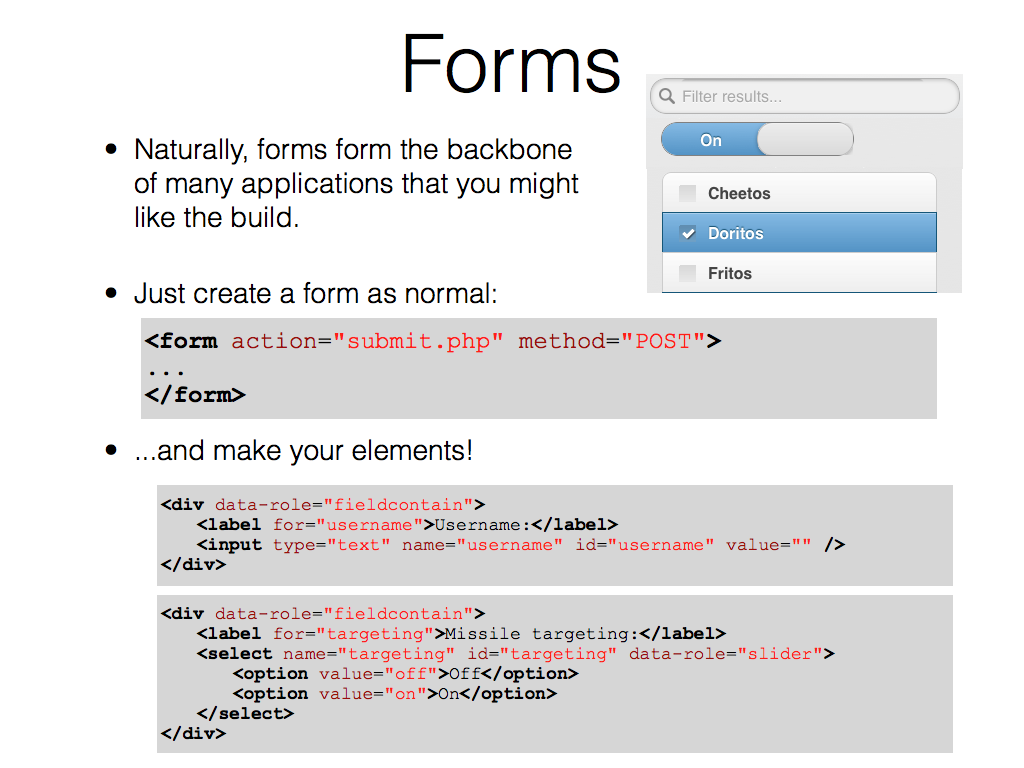 Forms
Filter results...
On
Cheetos
Doritos
Fritos
• Naturally, forms form the backbone
of many applications that you might
like the build.
• Just create a form as normal:
<form action="submit.php" method="POST">
...
</form>
• ...and make your elements!
<div data-role="fieldcontain">
<label for="username">Username:</label>
<input type="text" name="username" id="username" value="" />
</div>
<div data-role="fieldcontain">
<label for="targeting">Missile targeting:</label>
<select name="targeting" id="targeting" data-role="slider">
<option value="off">Off</option>
<option value="on">On</option>
</select>
</div>